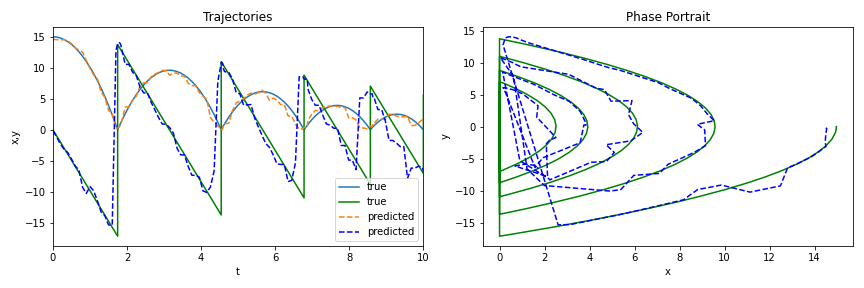 Trajectories
x,y
15
10
5
0
−5
−10
−15
0 2 4 6 8 10
t
true
true
predicted
predicted
Phase Portrait
y
15
10
5
0
−5
−10
−15
0 2 4 6 8 10 12 14
x